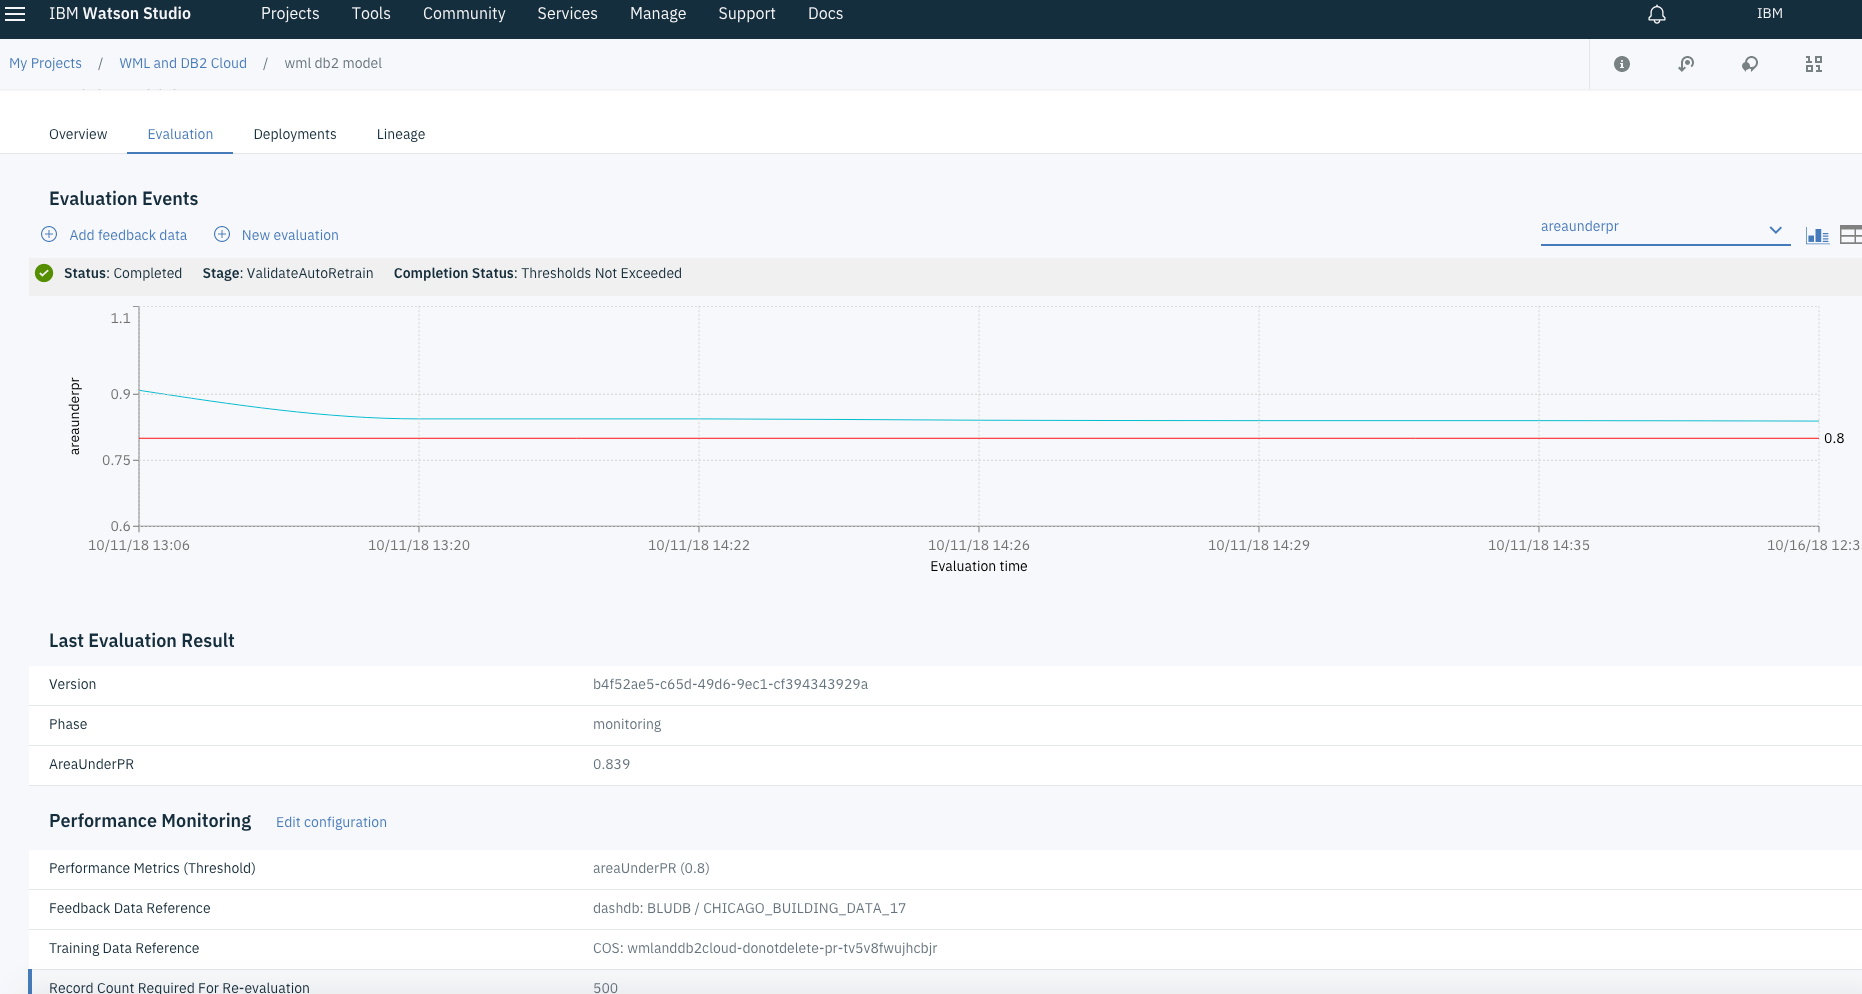 IBM Watson Studio Projects Tools Community Services Manage Support Docs IBM
My Projects / WML and DB2 Cloud / wml db2 model
Overview Evaluation Deployments Lineage
Evaluation Events
Add feedback data New evaluation areaunderpr
Status: Completed Stage: ValidateAutoRetrain Completion Status: Thresholds Not Exceeded
1.1
0.9
0.75
0.6
areaunderpr
0.8
10/11/18 13:06 10/11/18 13:20 10/11/18 14:22 10/11/18 14:26 10/11/18 14:29 10/11/18 14:35 10/16/18 12:3
Evaluation time
Last Evaluation Result
Version b4f52ae5-c65d-49d6-9ec1-cf394343929a
Phase monitoring
AreaUnderPR 0.839
Performance Monitoring Edit configuration
Performance Metrics (Threshold) areaUnderPR (0.8)
Feedback Data Reference dashdb: BLUDB / CHICAGO_BUILDING_DATA_17
Training Data Reference COS: wmlanddb2cloud-donotdelete-pr-tv5v8fwujhcbjr
Record Count Required For Re-evaluation 500